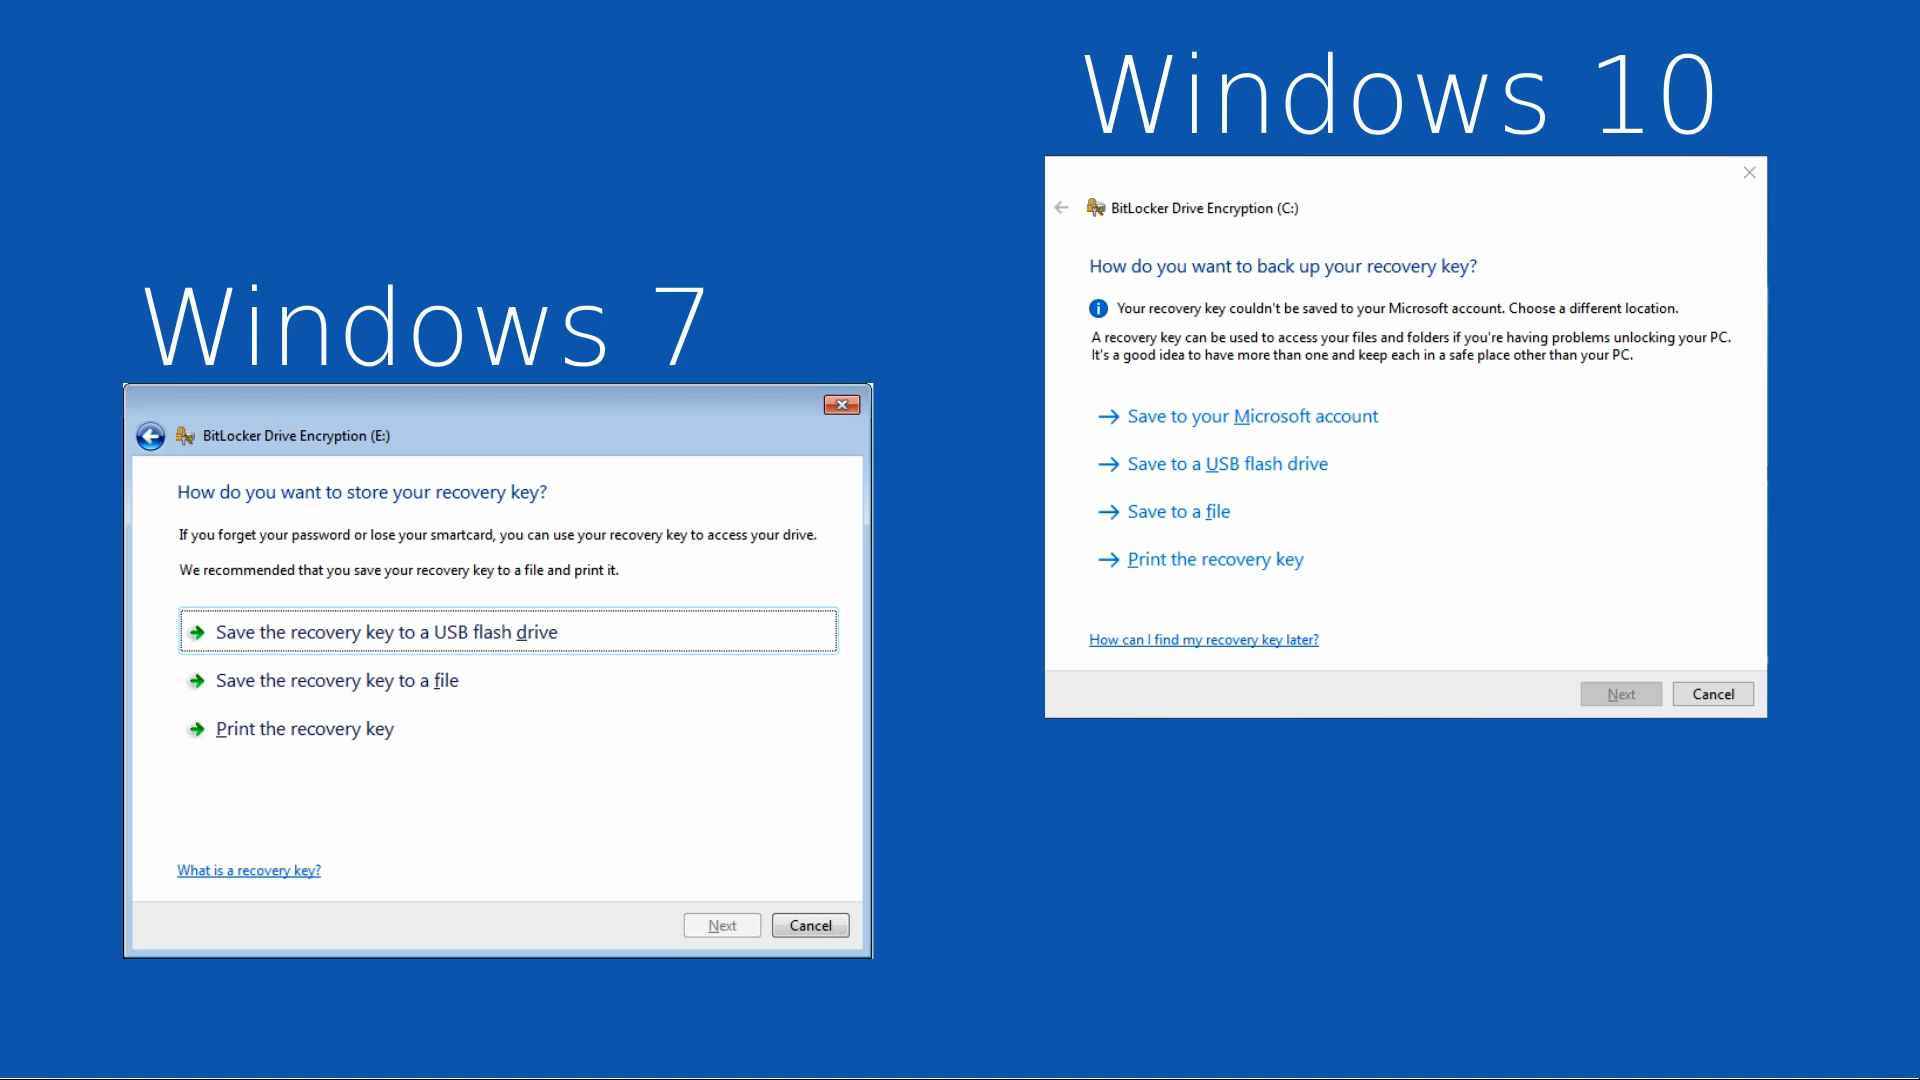 Windows 7
BitLocker Drive Encryption (E:)
How do you want to store your recovery key?
If you forget your password or lose your smartcard, you can use your recovery key to access your drive.
We recommended that you save your recovery key to a file and print it.
Save the recovery key to a USB flash drive
Save the recovery key to a file
Print the recovery key
What is a recovery key?
Next
Cancel
Windows 10
BitLocker Drive Encryption (C:)
How do you want to back up your recovery key?
Your recovery key couldn't be saved to your Microsoft account. Choose a different location.
A recovery key can be used to access your files and folders if you're having problems unlocking your PC.
It's a good idea to have more than one and keep each in a safe place other than your PC.
Save to your Microsoft account
Save to a USB flash drive
Save to a file
Print the recovery key
How can I find my recovery key later?
Next
Cancel